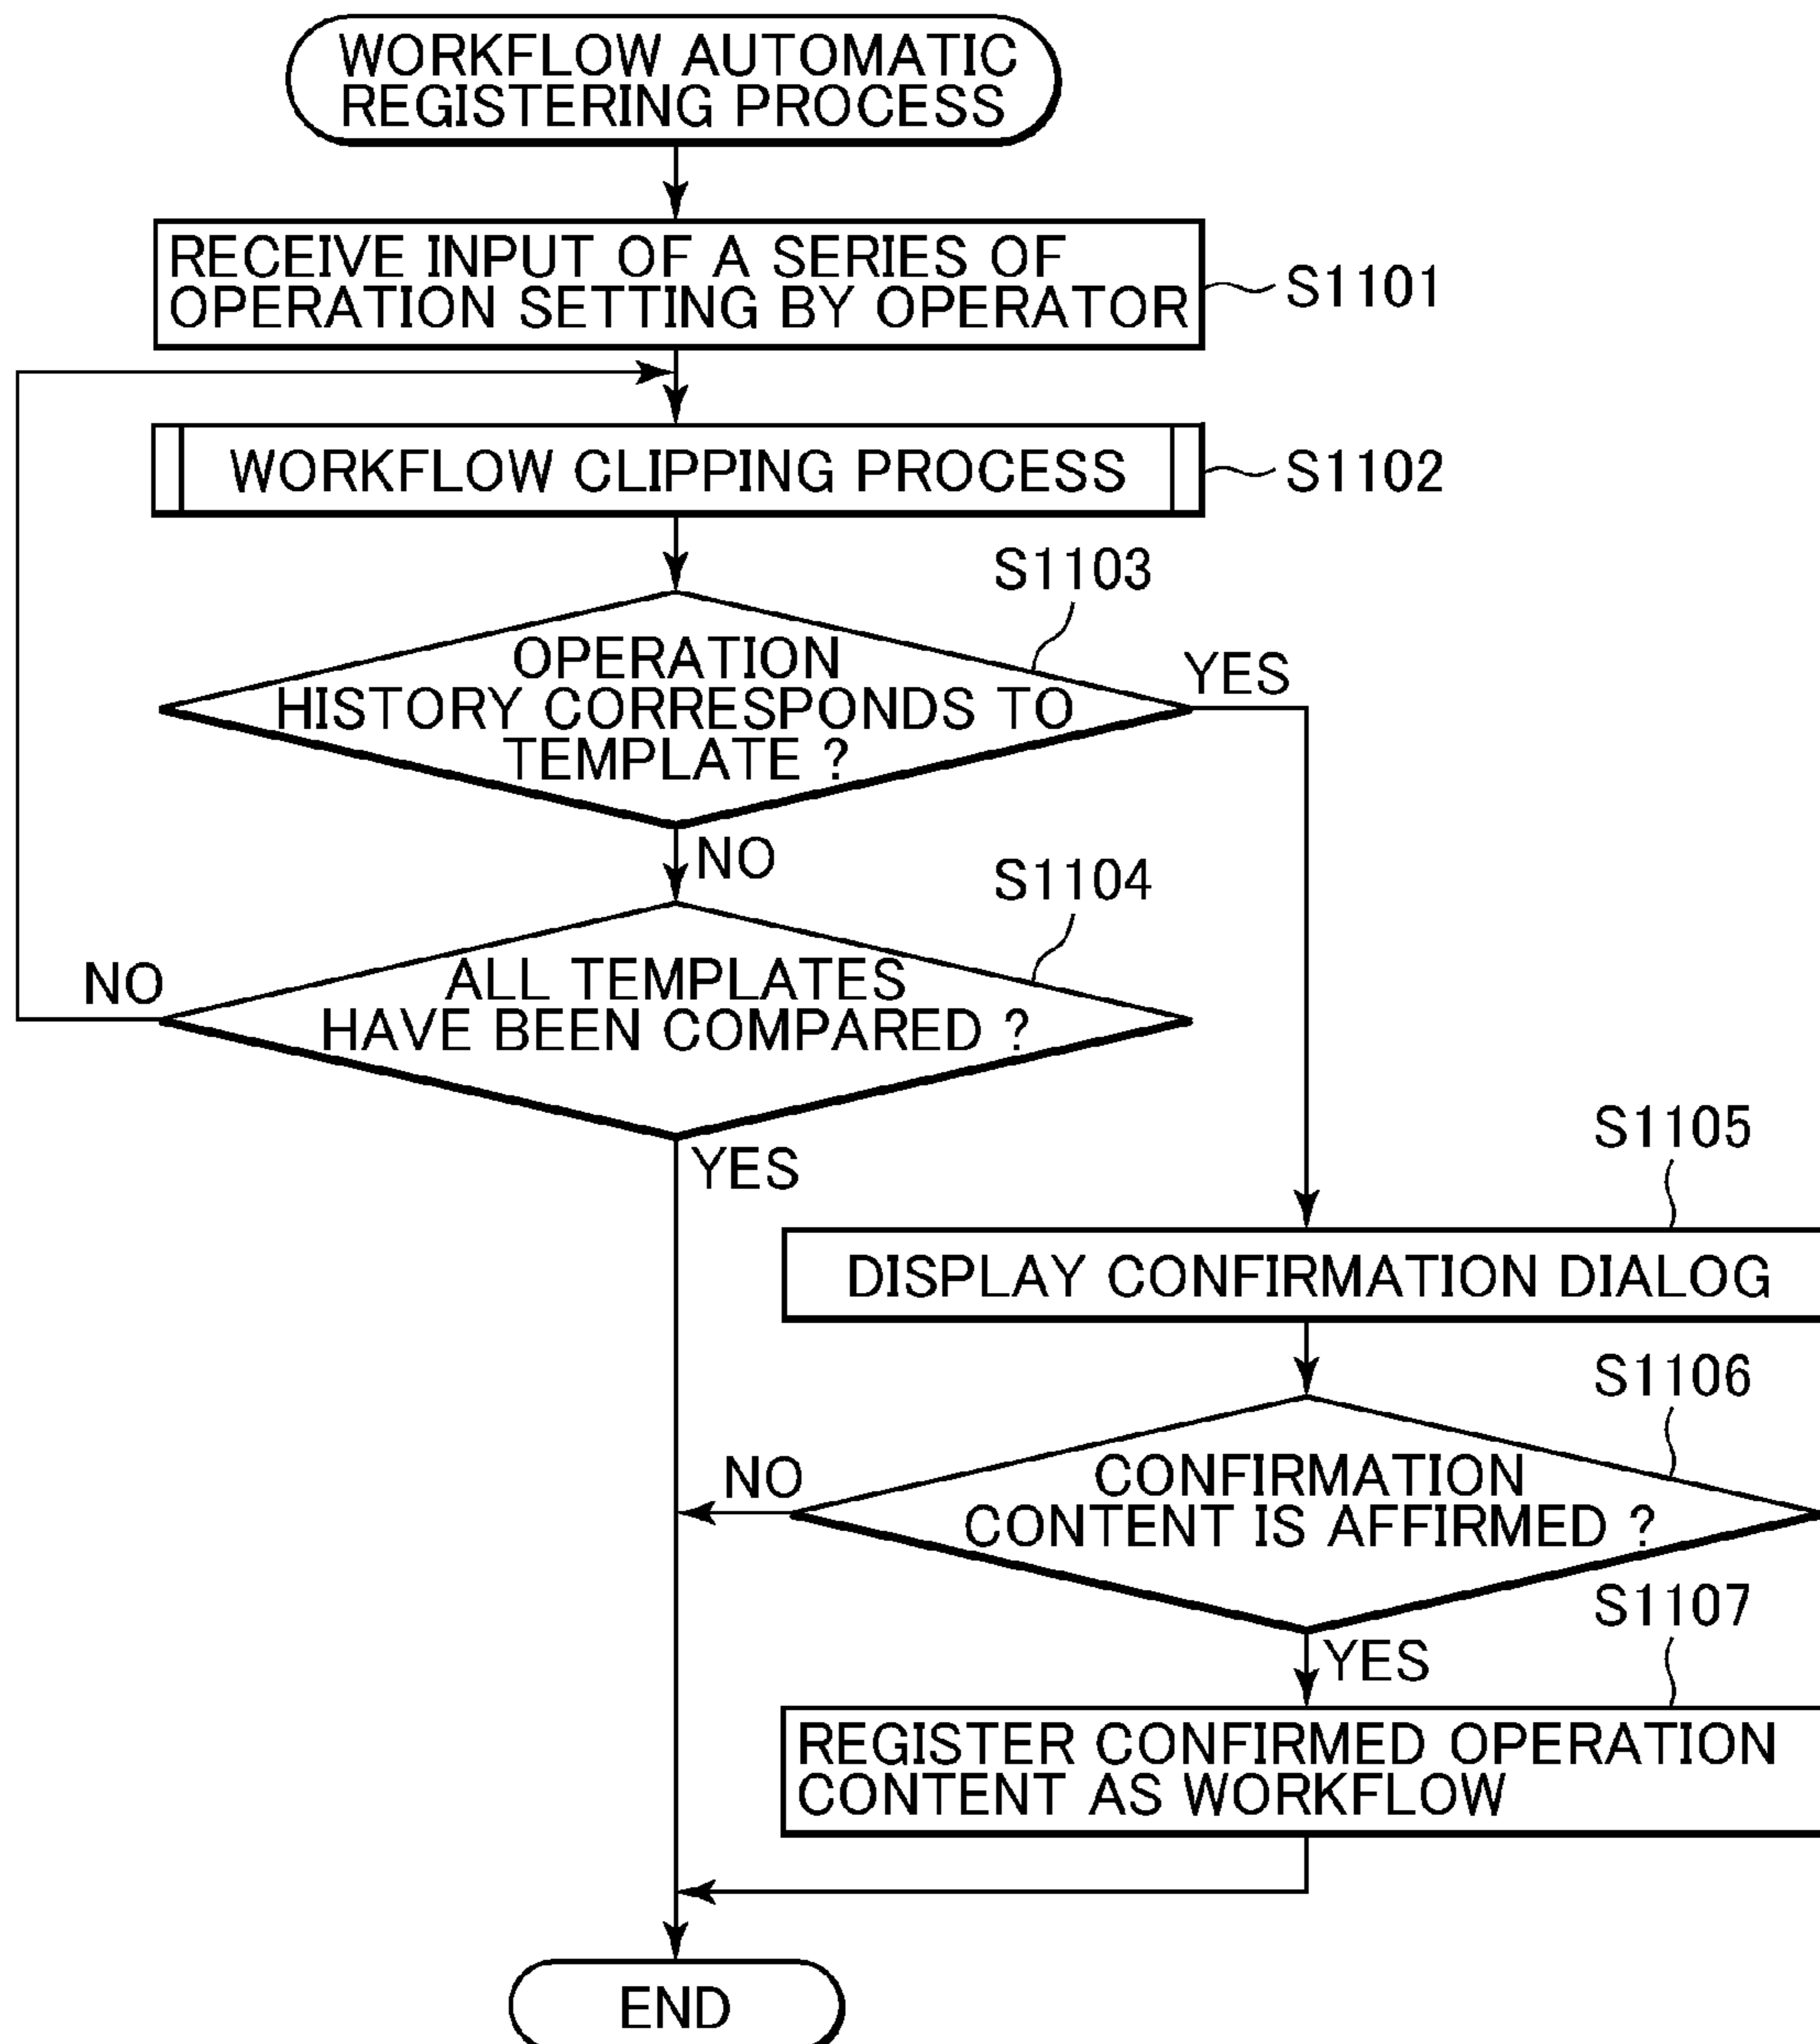 WORKFLOW AUTOMATIC
REGISTERING PROCESS
RECEIVE INPUT OF A SERIES OF
OPERATION SETTING BY OPERATOR
S1101
WORKFLOW CLIPPING PROCESS
S1102
S1103
OPERATION
HISTORY CORRESPONDS TO
TEMPLATE ?
YES
NO
S1104
ALL TEMPLATES
HAVE BEEN COMPARED ?
NO
YES
S1105
DISPLAY CONFIRMATION DIALOG
S1106
CONFIRMATION
CONTENT IS AFFIRMED ?
NO
YES
S1107
REGISTER CONFIRMED OPERATION
CONTENT AS WORKFLOW
END